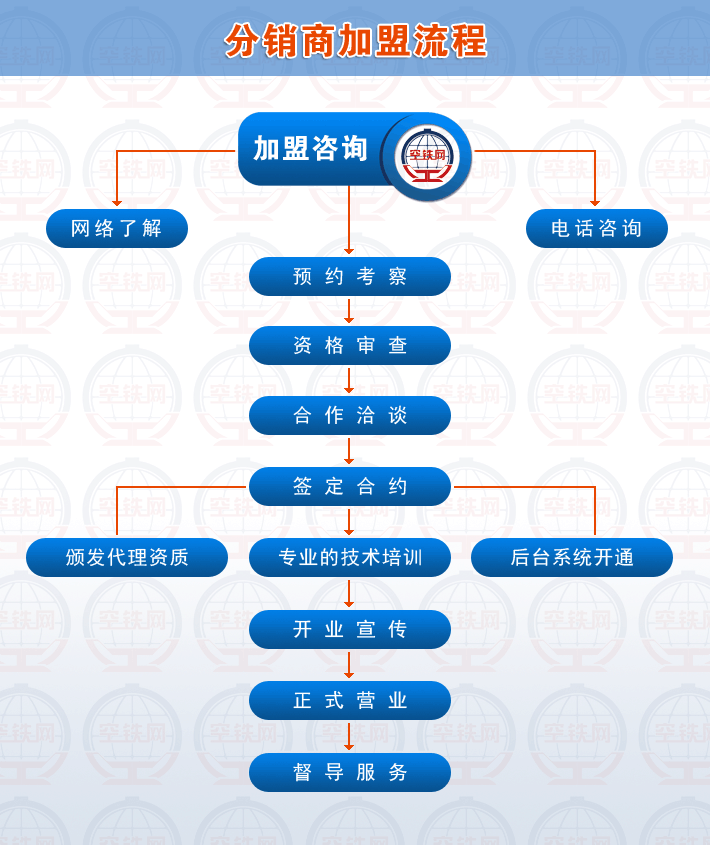 分销商加盟流程
加盟咨询
空铁网
网络了解
电话咨询
预约考察
资格审查
合作洽谈
签定合约
颁发代理资质
专业的技术培训
后台系统开通
开业宣传
正式营业
督导服务